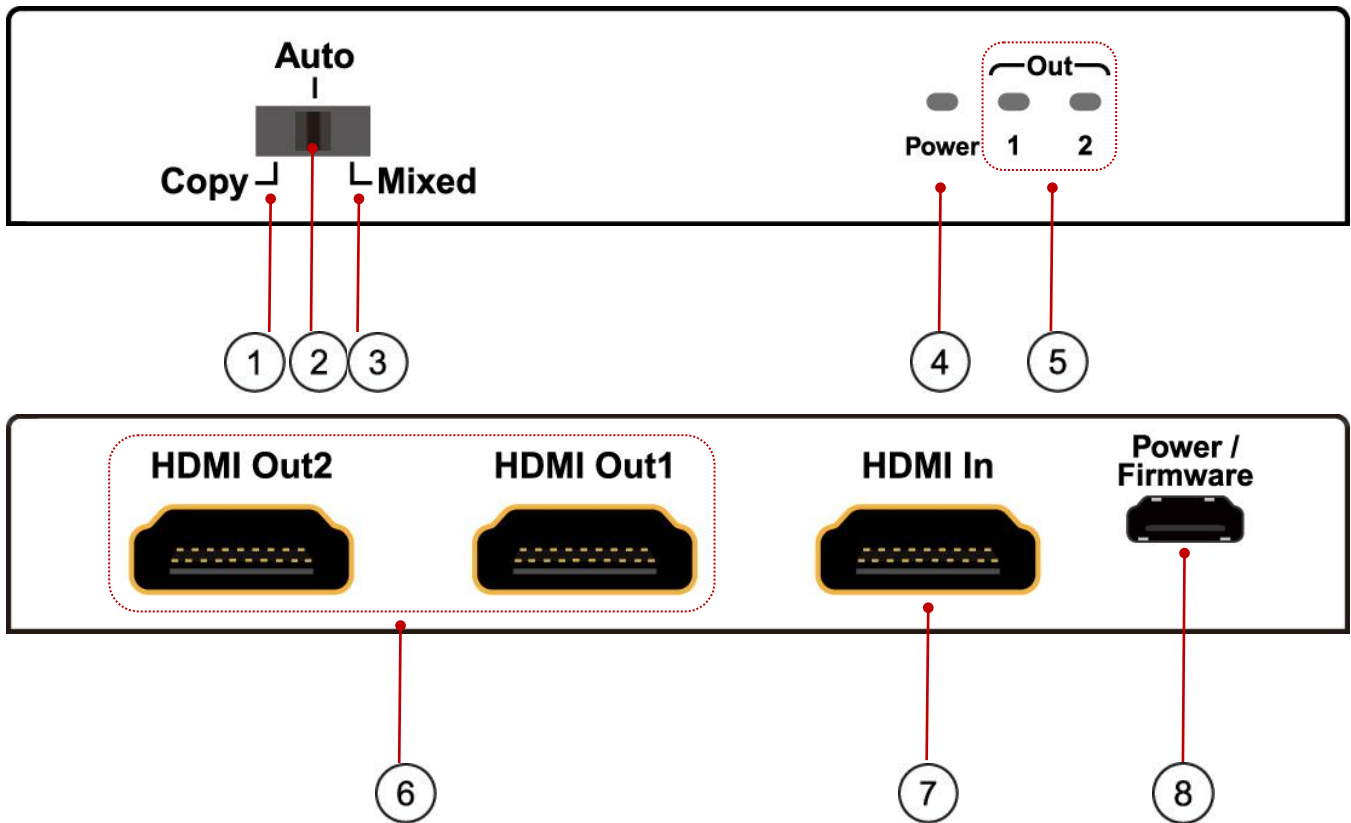 Auto
Copy Mixed
Out
Power 1 2
1 2 3 4 5
HDMI Out2 HDMI Out1 HDMI In Power /
Firmware
6 7 8